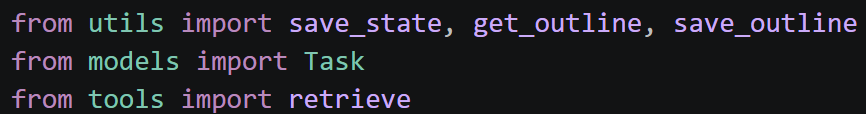 from utils import save_state, get_outline, save_outline
from models import Task
from tools import retrieve